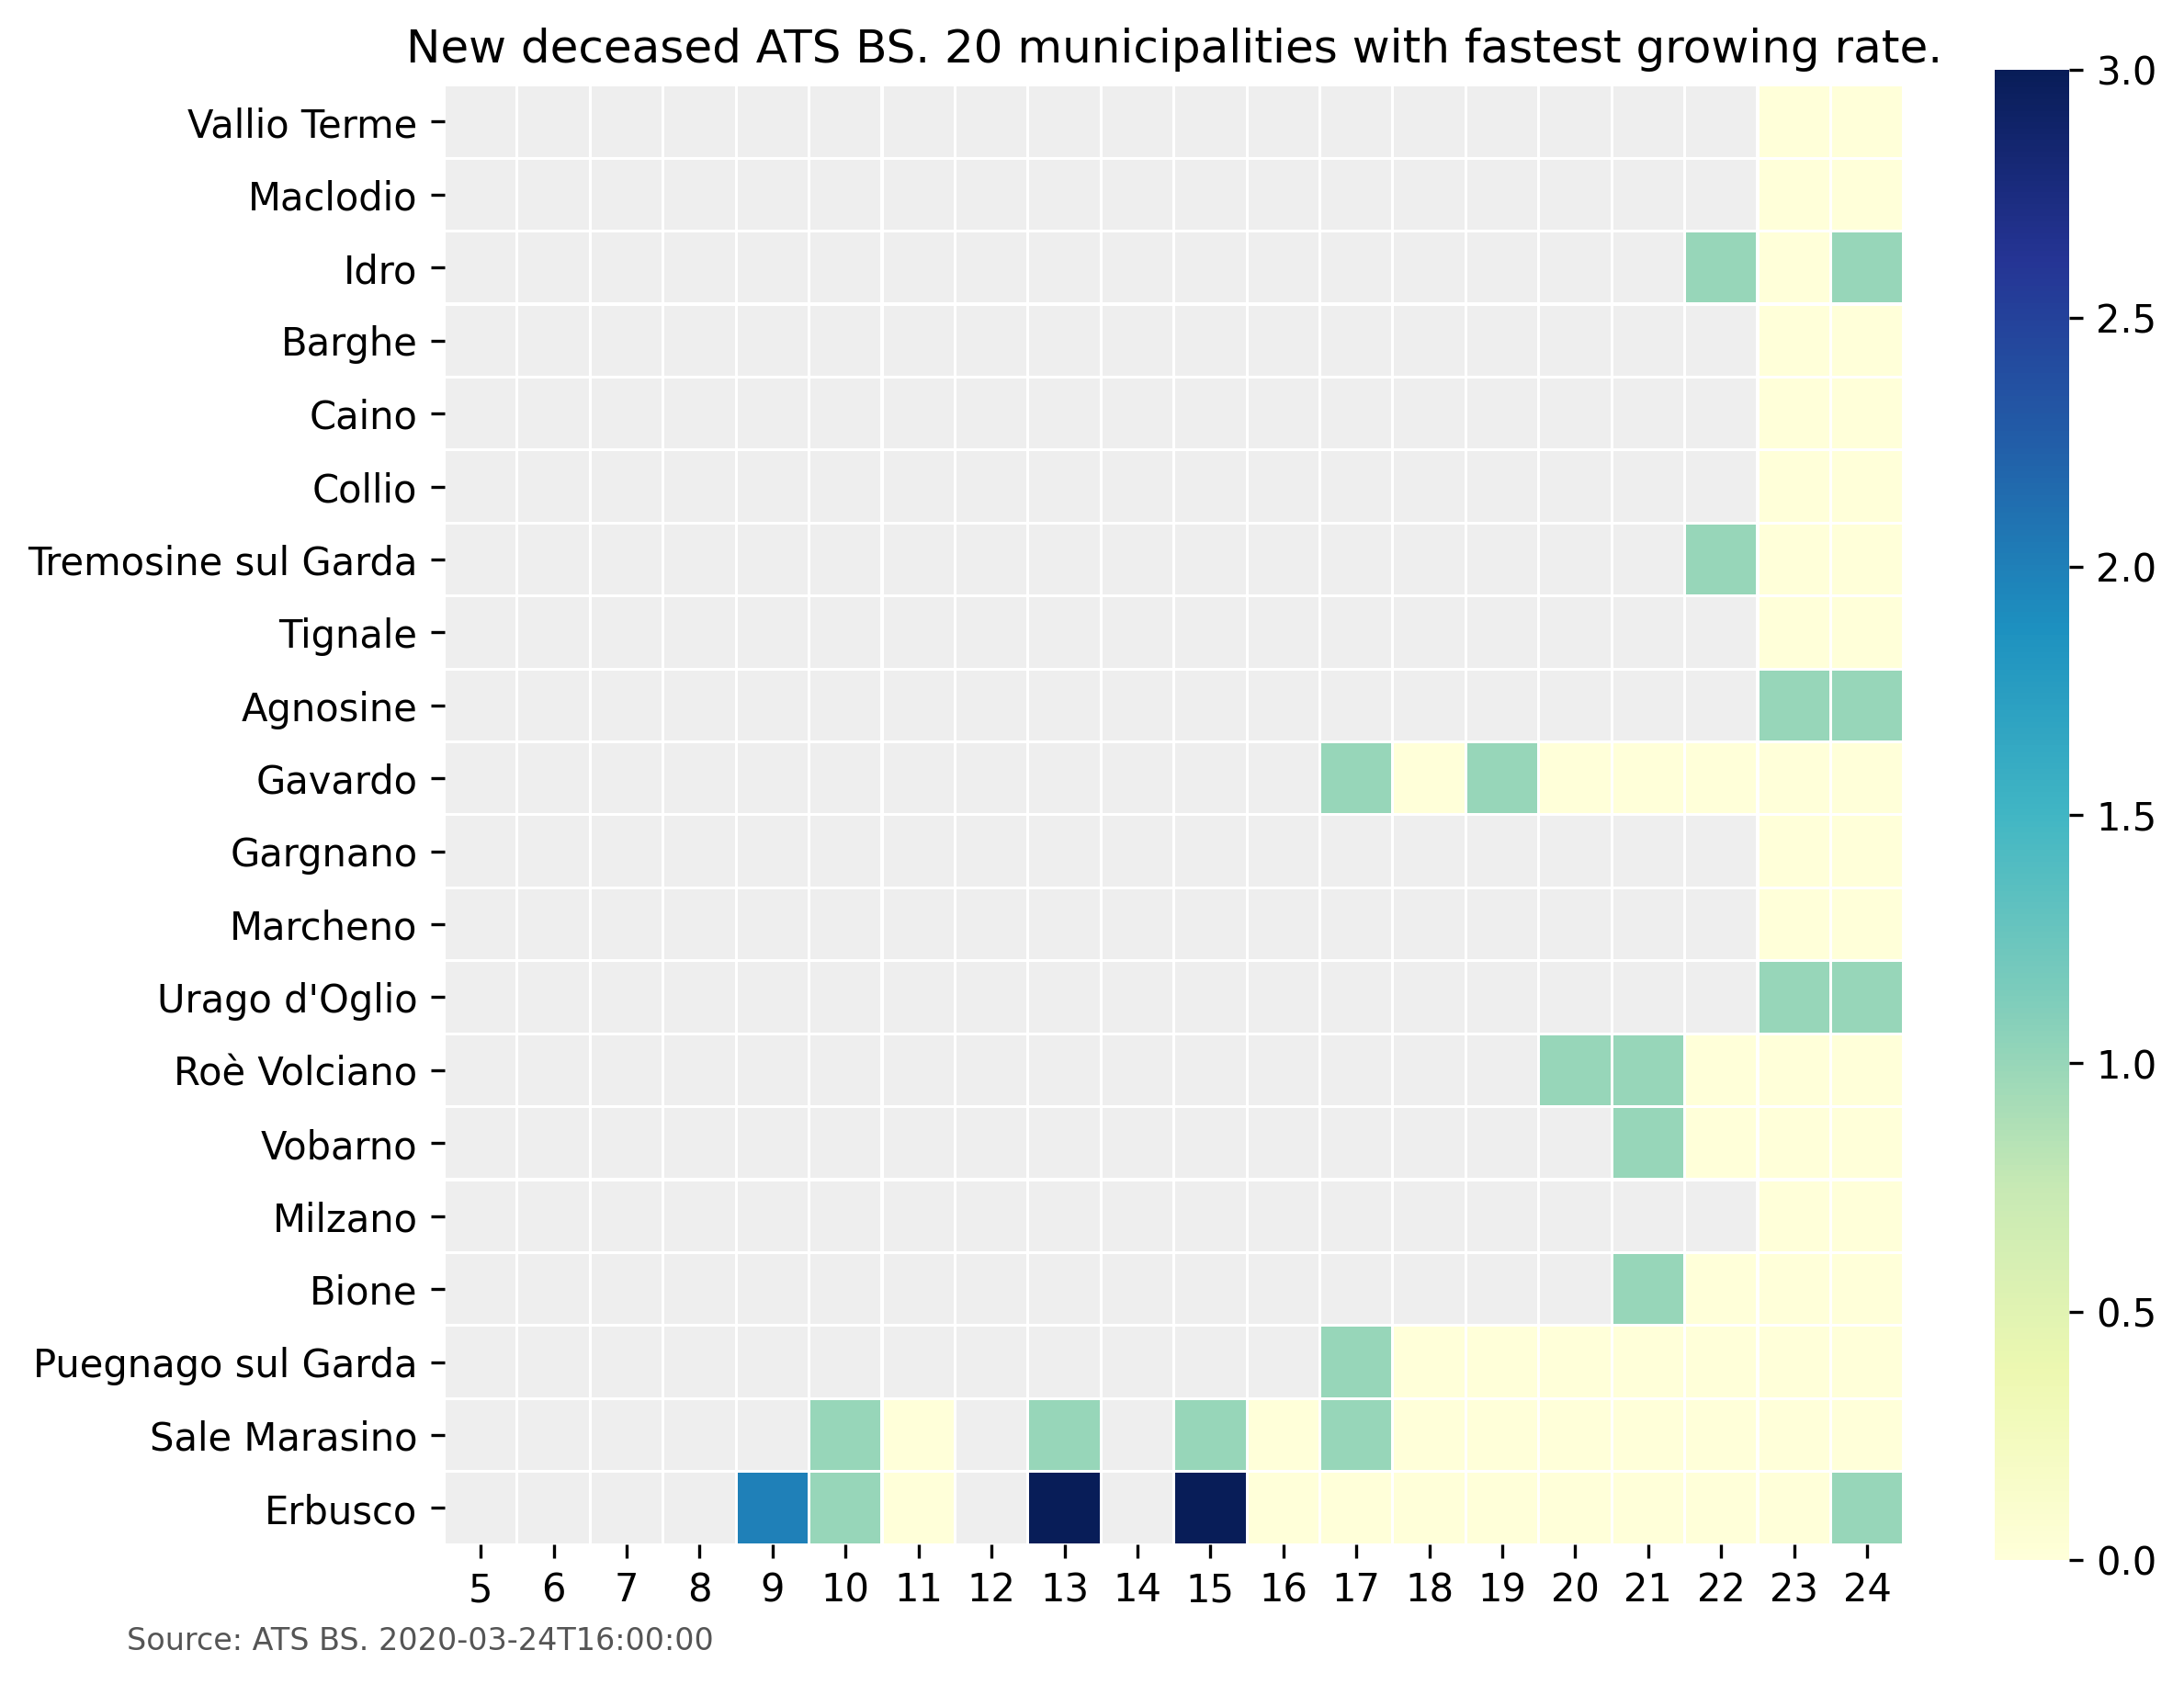 New deceased ATS BS. 20 municipalities with fastest growing rate.
Vallio Terme
Maclodio
Idro
Barghe
Caino
Collio
Tremosine sul Garda
Tignale
Agnosine
Gavardo
Gargnano
Marcheno
Urago d'Oglio
Roè Volciano
Vobarno
Milzano
Bione
Puegnago sul Garda
Sale Marasino
Erbusco
5 6 7 8 9 10 11 12 13 14 15 16 17 18 19 20 21 22 23 24
3.0
2.5
2.0
1.5
1.0
0.5
0.0
Source: ATS BS. 2020-03-24T16:00:00